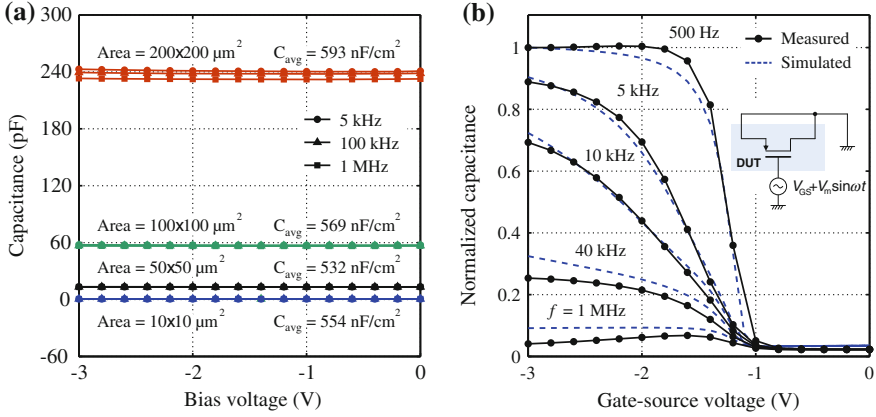 (a)
300
240
180
120
60
0
-60
Capacitance (pF)
Area = 200x200 μm²
C_avg = 593 nF/cm²
5 kHz
100 kHz
1 MHz
Area = 100x100 μm²
C_avg = 569 nF/cm²
Area = 50x50 μm²
C_avg = 532 nF/cm²
Area = 10x10 μm²
C_avg = 554 nF/cm²
-3
-2
-1
0
Bias voltage (V)
(b)
1.2
1
0.8
0.6
0.4
0.2
0
Normalized capacitance
500 Hz
Measured
Simulated
5 kHz
10 kHz
40 kHz
f = 1 MHz
DUT
V_GS+V_m sinωt
-3
-2
-1
0
Gate-source voltage (V)